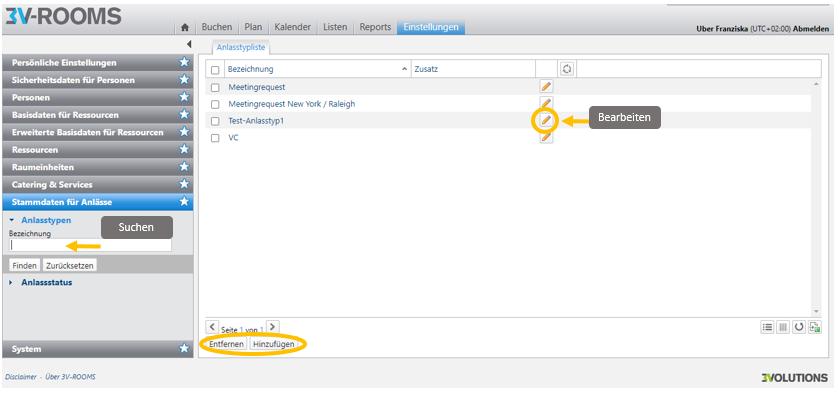 3V-ROOMS
Buchen Plan Kalender Listen Reports Einstellungen
Uber Franziska (UTC+02:00) Abmelden
Anlasstypliste
Persönliche Einstellungen
Sicherheitsdaten für Personen
Personen
Basisdaten für Ressourcen
Erweiterte Basisdaten für Ressourcen
Ressourcen
Raumeinheiten
Catering & Services
Stammdaten für Anlässe
Anlasstypen
Bezeichnung
Suchen
Finden Zurücksetzen
Anlassstatus
System
Bezeichnung Zusatz
Meetingrequest
Meetingrequest New York / Raleigh
Test-Anlasstyp1
Bearbeiten
VC
Seite 1 von 1
Entfernen Hinzufügen
Disclaimer - Über 3V-ROOMS
3VOLUTIONS